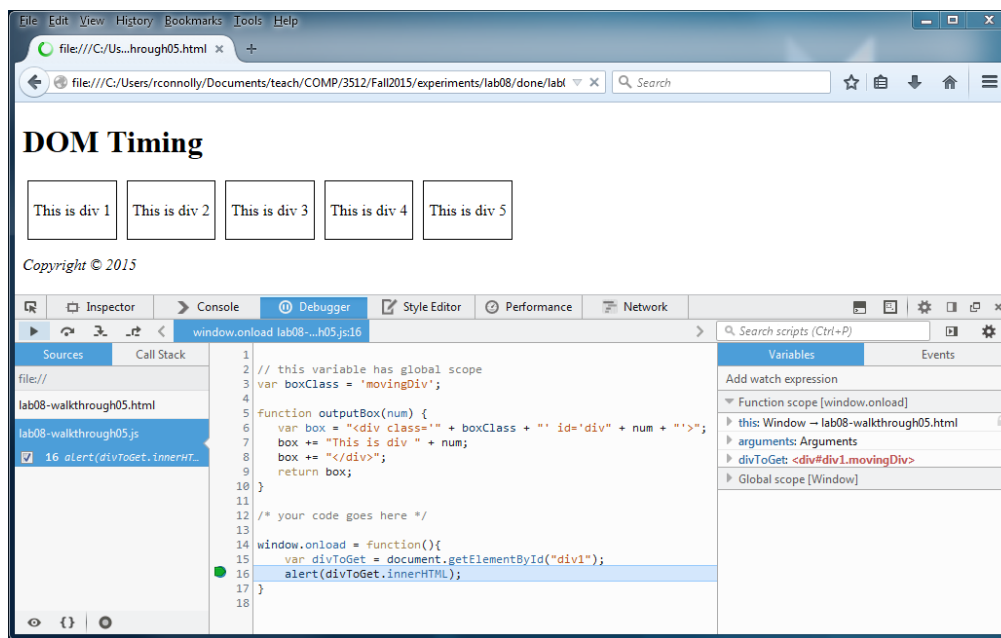 File Edit View History Bookmarks Tools Help
file:///C:/Us...hrough05.html × +
file:///C:/Users/rconnolly/Documents/teach/COMP/3512/Fall2015/experiments/lab08/done/lab( Search
DOM Timing
This is div 1 This is div 2 This is div 3 This is div 4 This is div 5
Copyright © 2015
Inspector Console Debugger Style Editor Performance Network
window.onload lab08-...h05.js:16 Search scripts (Ctrl+P)
Sources Call Stack
file://
lab08-walkthrough05.html
lab08-walkthrough05.js
16 alert(divToGet.innerHT...
1
2 // this variable has global scope
3 var boxClass = 'movingDiv';
4
5 function outputBox(num) {
6 var box = "<div class='" + boxClass + "' id='div" + num + "'>";
7 box += "This is div " + num;
8 box += "</div>";
9 return box;
10 }
11
12 /* your code goes here */
13
14 window.onload = function(){
15 var divToGet = document.getElementById("div1");
16 alert(divToGet.innerHTML);
17 }
18
Variables Events
Add watch expression
Function scope [window.onload]
this: Window → lab08-walkthrough05.html
arguments: Arguments
divToGet: <div#div1.movingDiv>
Global scope [Window]